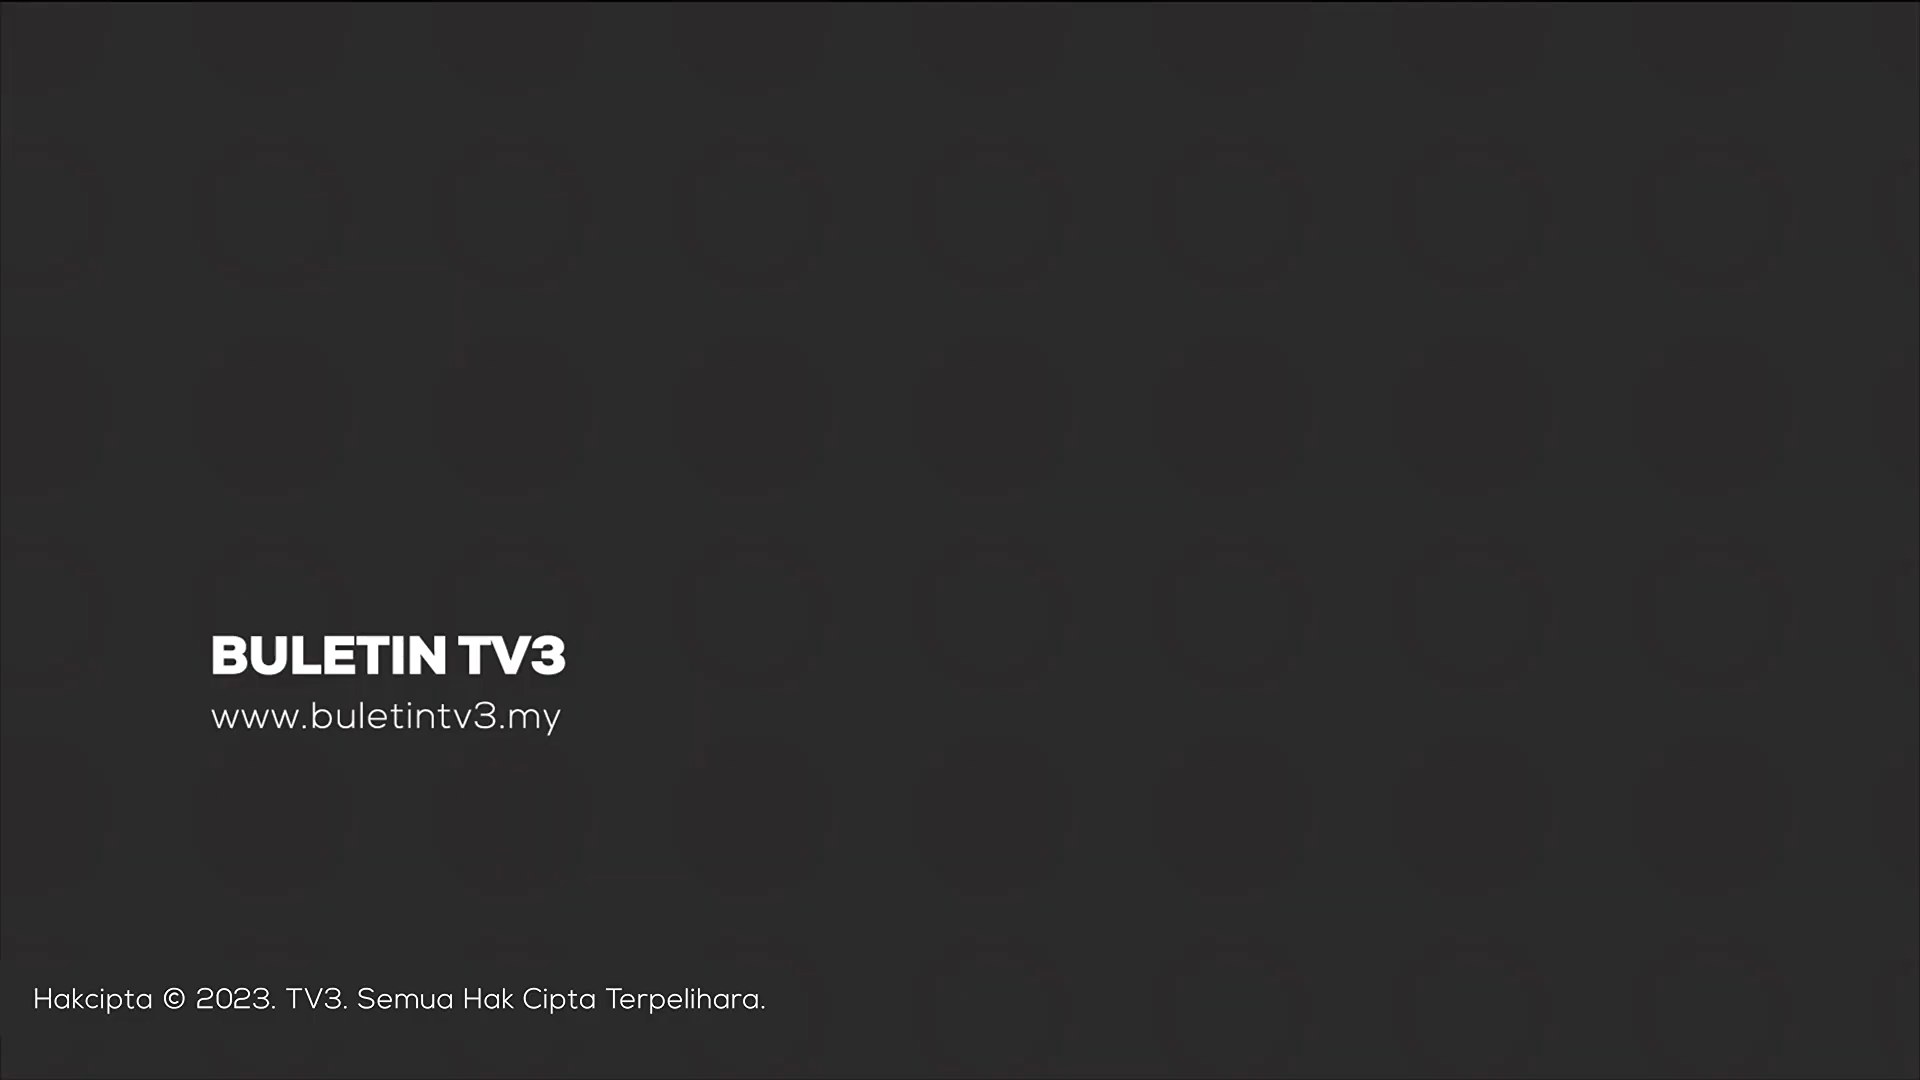 BULETIN TV3
www.buletintv3.my
Hakcipta © 2023. TV3. Semua Hak Cipta Terpelihara.